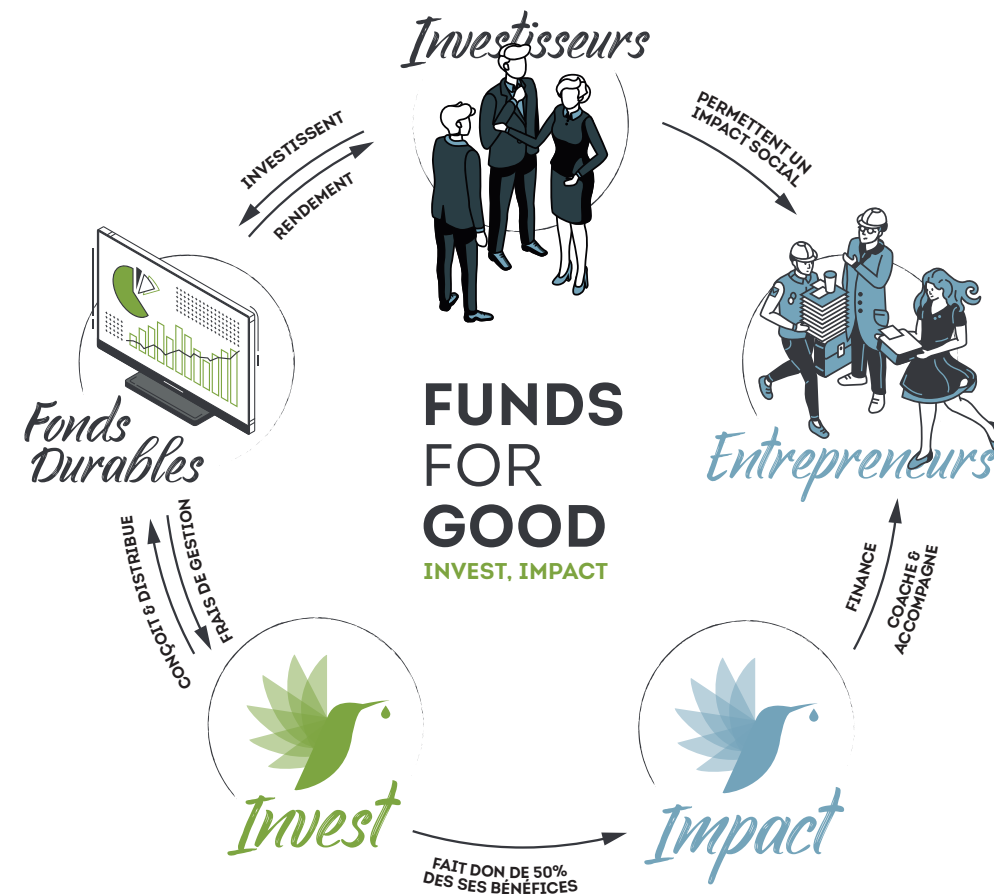 Investisseurs
INVESTISSENT
RENDEMENT
PERMETTENT UN
IMPACT SOCIAL
Fonds
Durables
FUNDS
FOR
GOOD
INVEST, IMPACT
Entrepreneurs
CONÇOIT & DISTRIBUE
FRAIS DE GESTION
FINANCE
COACHE &
ACCOMPAGNE
Invest
Impact
FAIT DON DE 50%
DES SES BÉNÉFICES